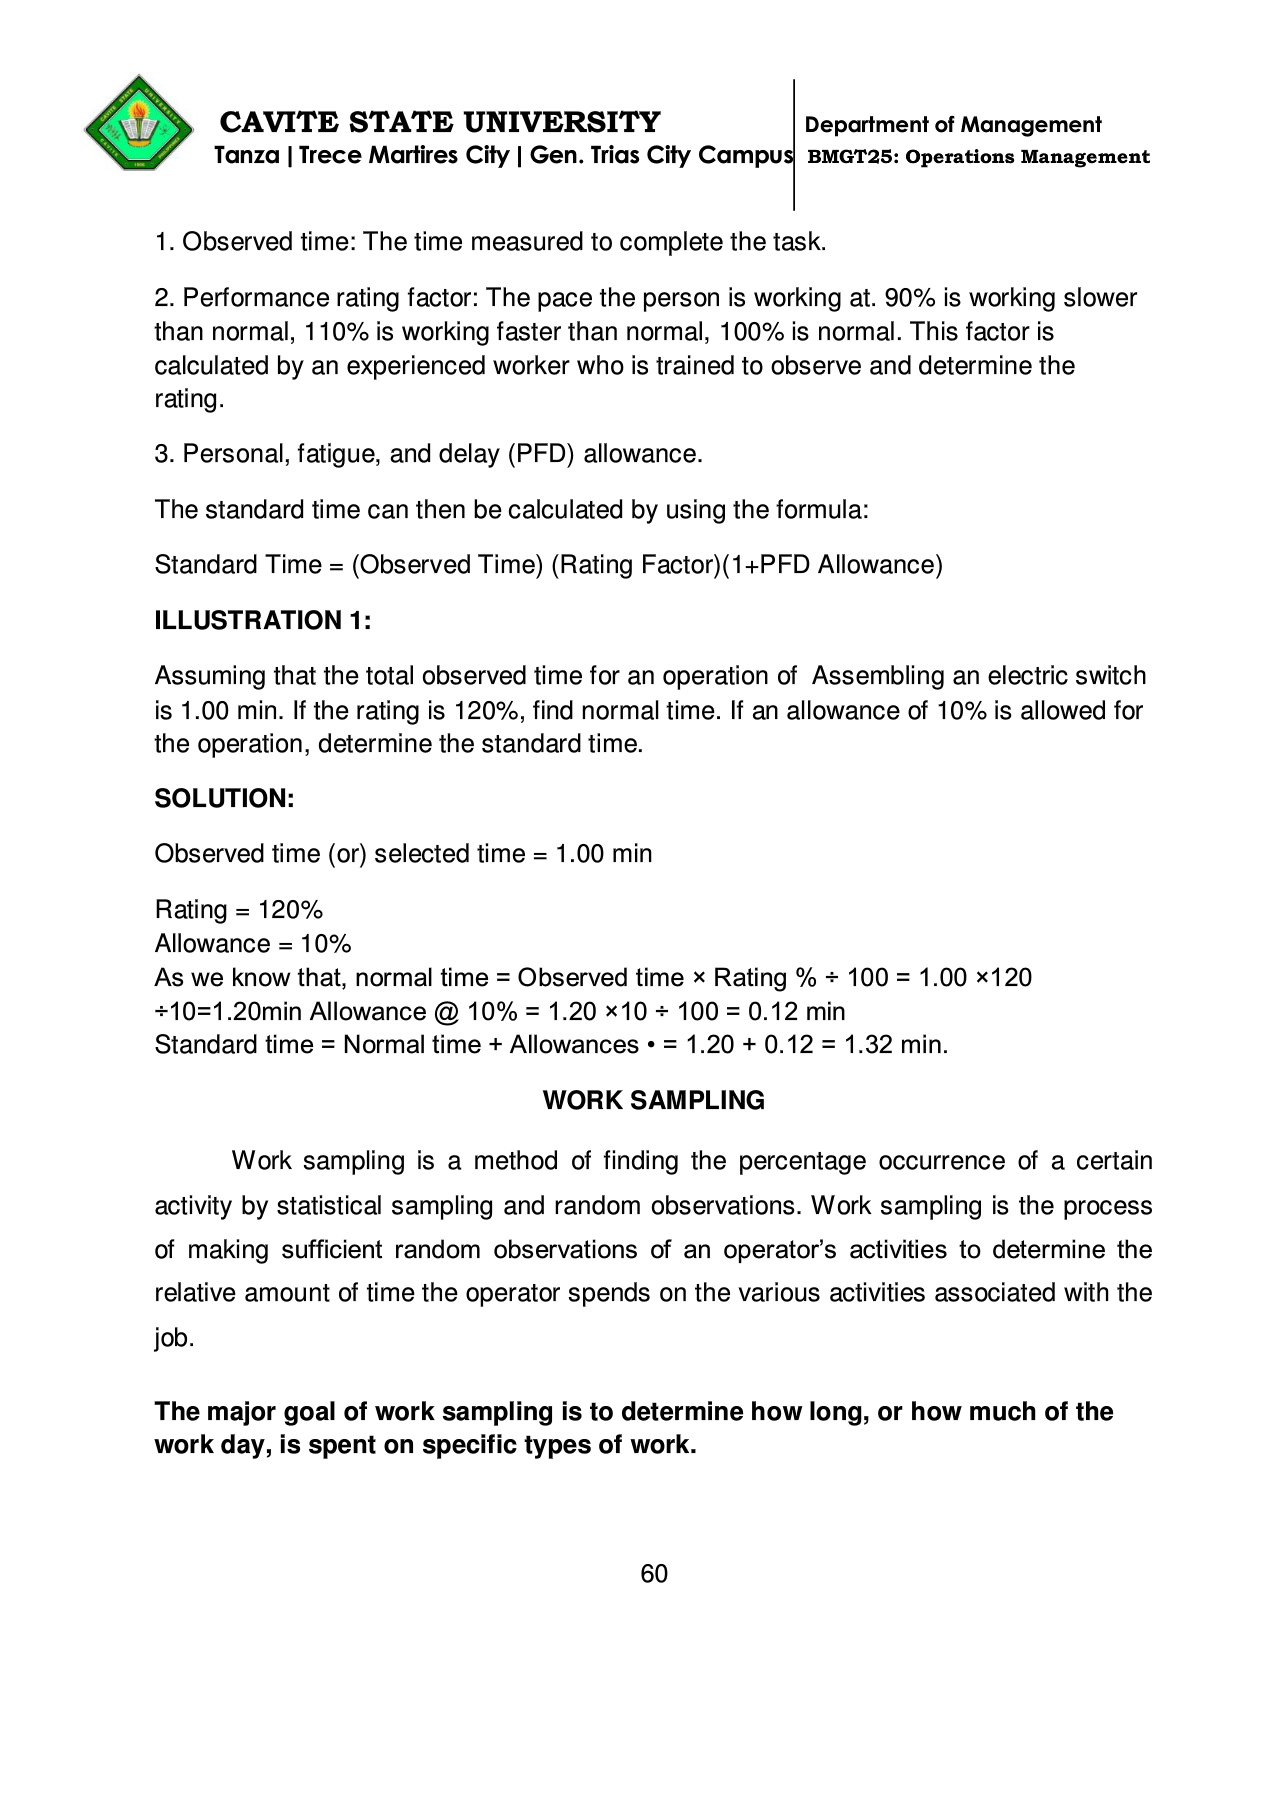 CAVITE STATE UNIVERSITY
Tanza | Trece Martires City | Gen. Trias City Campus
Department of Management
BMGT25: Operations Management
1. Observed time: The time measured to complete the task.
2. Performance rating factor: The pace the person is working at. 90% is working slower
than normal, 110% is working faster than normal, 100% is normal. This factor is
calculated by an experienced worker who is trained to observe and determine the
rating.
3. Personal, fatigue, and delay (PFD) allowance.
The standard time can then be calculated by using the formula:
Standard Time = (Observed Time) (Rating Factor)(1+PFD Allowance)
ILLUSTRATION 1:
Assuming that the total observed time for an operation of Assembling an electric switch
is 1.00 min. If the rating is 120%, find normal time. If an allowance of 10% is allowed for
the operation, determine the standard time.
SOLUTION:
Observed time (or) selected time = 1.00 min
Rating = 120%
Allowance = 10%
As we know that, normal time = Observed time × Rating % ÷ 100 = 1.00 ×120
÷10=1.20min Allowance @ 10% = 1.20 ×10 ÷ 100 = 0.12 min
Standard time = Normal time + Allowances • = 1.20 + 0.12 = 1.32 min.
WORK SAMPLING
Work sampling is a method of finding the percentage occurrence of a certain
activity by statistical sampling and random observations. Work sampling is the process
of making sufficient random observations of an operator’s activities to determine the
relative amount of time the operator spends on the various activities associated with the
job.
The major goal of work sampling is to determine how long, or how much of the
work day, is spent on specific types of work.
60